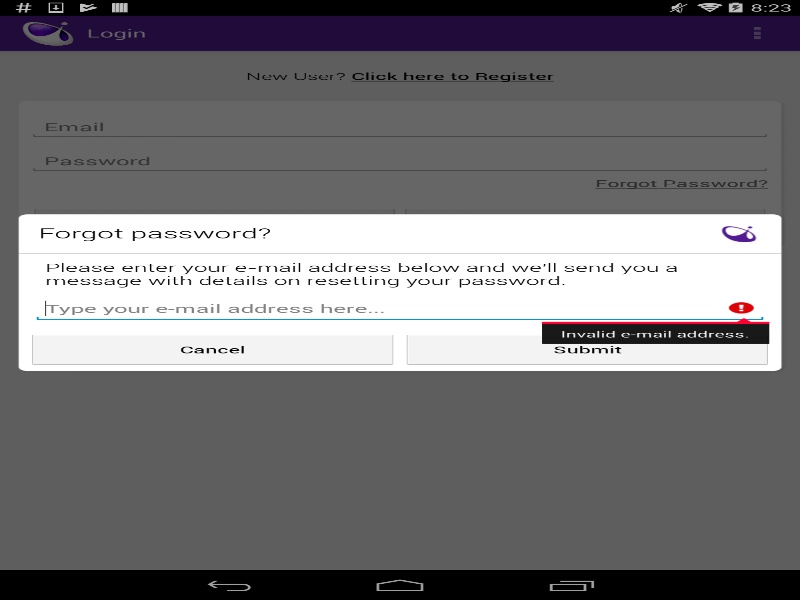 8:23
Login
New User? Click here to Register
Email
Password
Forgot Password?
Forgot password?
Please enter your e-mail address below and we'll send you a
message with details on resetting your password.
Type your e-mail address here...
Invalid e-mail address.
Cancel
Submit